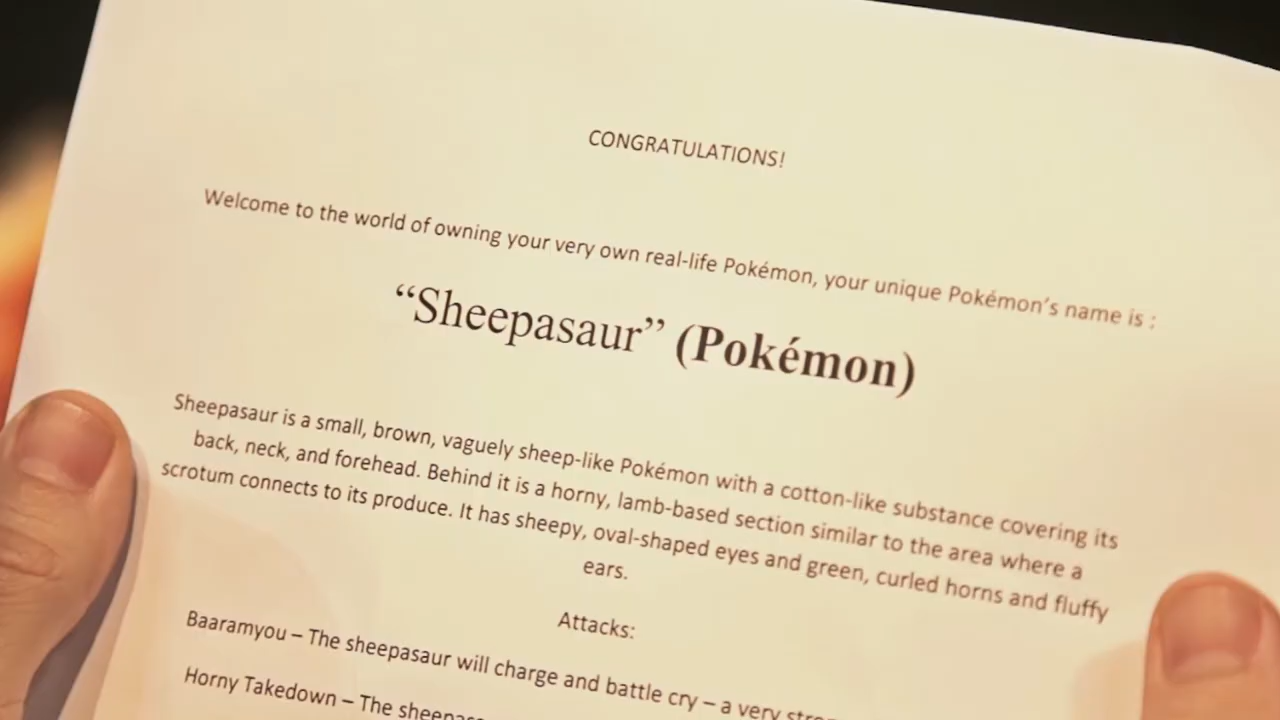 CONGRATULATIONS!
Welcome to the world of owning your very own real-life Pokémon, your unique Pokémon's name is :
“Sheepasaur” (Pokémon)
Sheepasaur is a small, brown, vaguely sheep-like Pokémon with a cotton-like substance covering its
back, neck, and forehead. Behind it is a horny, lamb-based section similar to the area where a
scrotum connects to its produce. It has sheepy, oval-shaped eyes and green, curled horns and fluffy
ears.
Attacks:
Baaramyou – The sheepasaur will charge and battle cry – a very
Horny Takedown – The